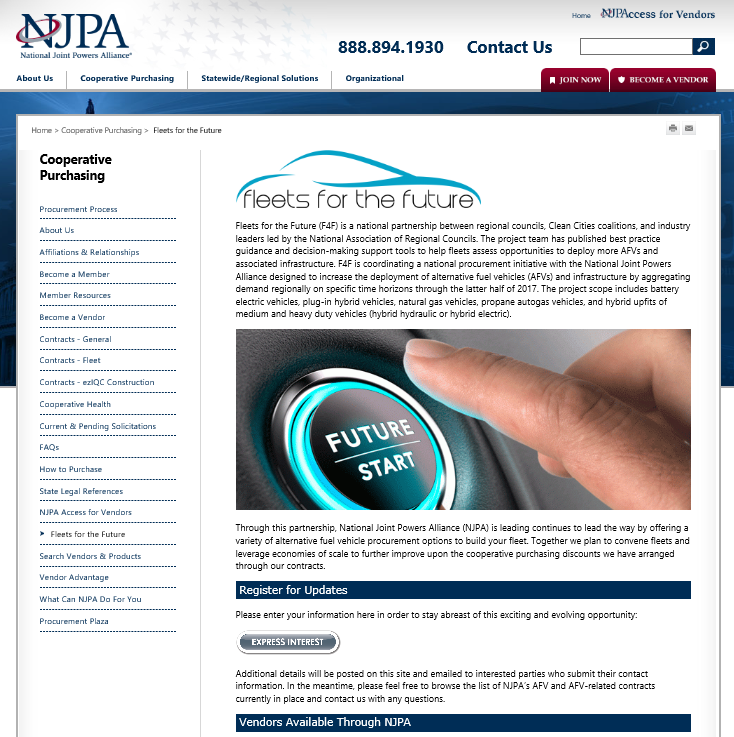 NJPA
National Joint Powers Alliance®
Home
NJPAccess for Vendors
888.894.1930
Contact Us
About Us
Cooperative Purchasing
Statewide/Regional Solutions
Organizational
JOIN NOW
BECOME A VENDOR
Home > Cooperative Purchasing > Fleets for the Future
Cooperative
Purchasing
Procurement Process
About Us
Affiliations & Relationships
Become a Member
Member Resources
Become a Vendor
Contracts - General
Contracts - Fleet
Contracts - ezIQC Construction
Cooperative Health
Current & Pending Solicitations
FAQs
How to Purchase
State Legal References
NJPA Access for Vendors
Fleets for the Future
Search Vendors & Products
Vendor Advantage
What Can NJPA Do For You
Procurement Plaza
fleets for the future
Fleets for the Future (F4F) is a national partnership between regional councils, Clean Cities coalitions, and industry
leaders led by the National Association of Regional Councils. The project team has published best practice
guidance and decision-making support tools to help fleets assess opportunities to deploy more AFVs and
associated infrastructure. F4F is coordinating a national procurement initiative with the National Joint Powers
Alliance designed to increase the deployment of alternative fuel vehicles (AFVs) and infrastructure by aggregating
demand regionally on specific time horizons through the latter half of 2017. The project scope includes battery
electric vehicles, plug-in hybrid vehicles, natural gas vehicles, propane autogas vehicles, and hybrid upfits of
medium and heavy duty vehicles (hybrid hydraulic or hybrid electric).
FUTURE
START
Through this partnership, National Joint Powers Alliance (NJPA) is leading continues to lead the way by offering a
variety of alternative fuel vehicle procurement options to build your fleet. Together we plan to convene fleets and
leverage economies of scale to further improve upon the cooperative purchasing discounts we have arranged
through our contracts.
Register for Updates
Please enter your information here in order to stay abreast of this exciting and evolving opportunity:
EXPRESS INTEREST
Additional details will be posted on this site and emailed to interested parties who submit their contact
information. In the meantime, please feel free to browse the list of NJPA's AFV and AFV-related contracts
currently in place and contact us with any questions.
Vendors Available Through NJPA